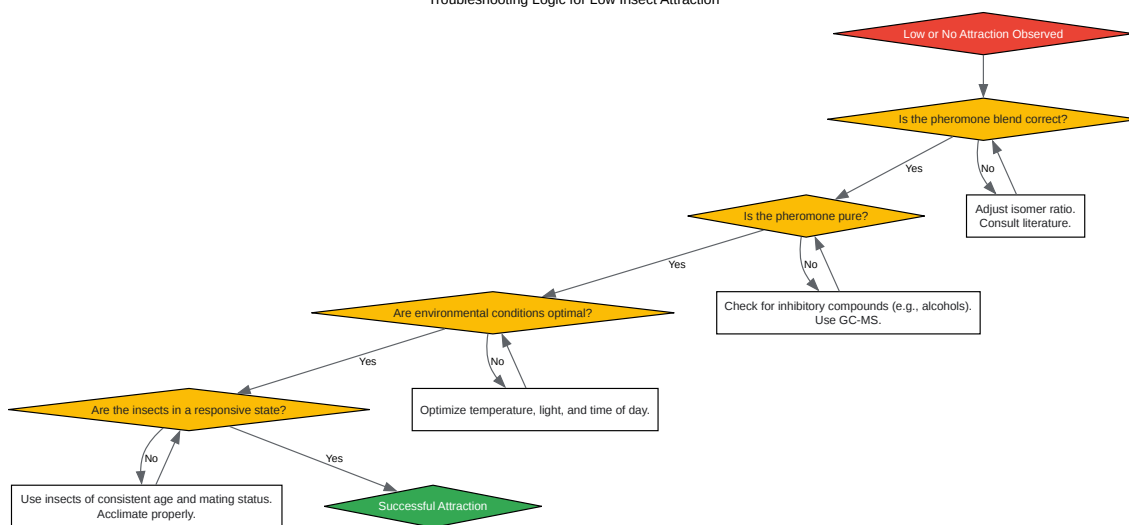 Troubleshooting Logic for Low Insect Attraction
Low or No Attraction Observed
Is the pheromone blend correct?
Yes
No
Adjust isomer ratio.
Consult literature.
Is the pheromone pure?
Yes
No
Check for inhibitory compounds (e.g., alcohols).
Use GC-MS.
Are environmental conditions optimal?
Yes
No
Optimize temperature, light, and time of day.
Are the insects in a responsive state?
No
Yes
Use insects of consistent age and mating status.
Acclimate properly.
Successful Attraction